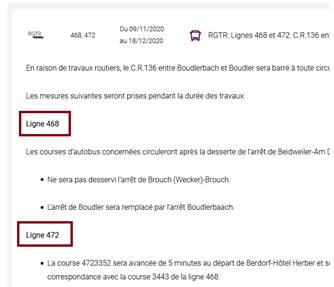 Du 09/11/2020
RGTR
468, 472
RGTR: Lignes 468 et 472: C.R.136 en
au 18/12/2020
En raison de travaux routiers, le C.R.136 entre Boudlerbach et Boudler sera barré à toute circu
Les mesures suivantes seront prises pendant la durée des travaux:
Ligne 468
Les courses d'autobus concernées circuleront après la desserte de l'arrêt de Beidweiler-Am D
• Ne sera pas desservi l'arrêt de Brouch (Wecker)-Brouch.
• L'arrêt de Boudler sera remplacé par l'arrêt Boudlerbaach.
Ligne 472
• La course 4723352 sera avancée de 5 minutes au départ de Berdorf-Hôtel Herber et se
correspondance avec la course 3443 de la ligne 468.